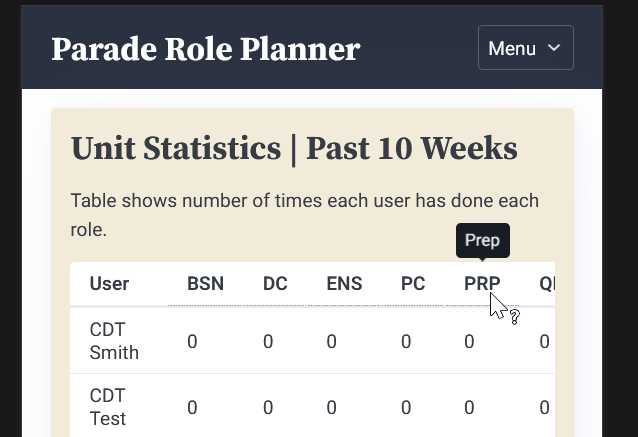 Parade Role Planner
Menu
Unit Statistics | Past 10 Weeks
Table shows number of times each user has done each
role.
Prep
User BSN DC ENS PC PRP
CDT
Smith 0 0 0 0 0 0
CDT
Test 0 0 0 0 0 0